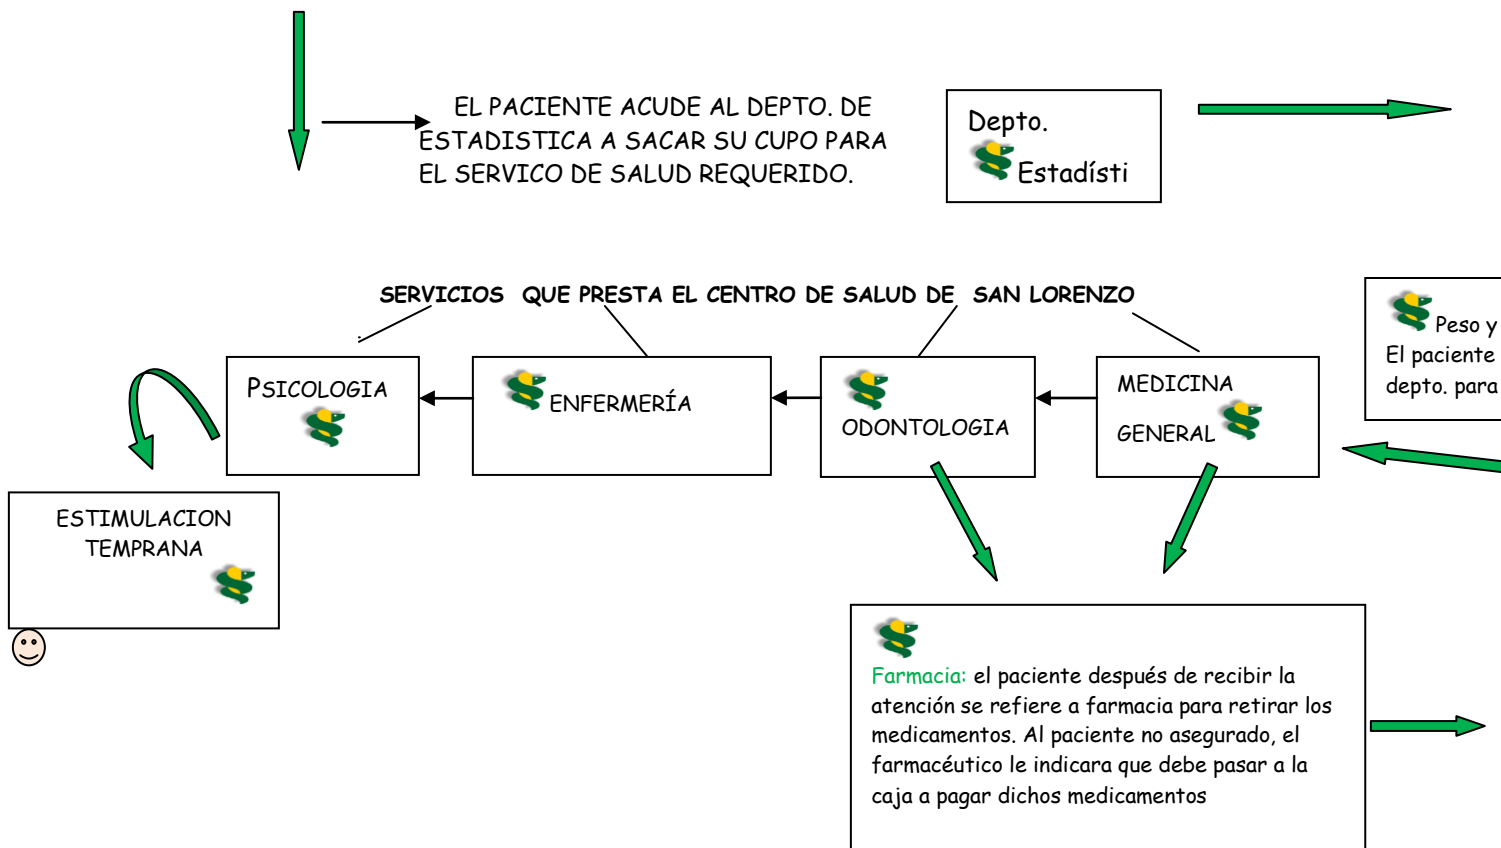 EL PACIENTE ACUDE AL DEPTO. DE
ESTADISTICA A SACAR SU CUPO PARA
EL SERVICO DE SALUD REQUERIDO.
Depto.
Estadísti
SERVICIOS QUE PRESTA EL CENTRO DE SALUD DE SAN LORENZO
Peso y
El paciente
depto. para
PSICOLOGIA
ENFERMERÍA
ODONTOLOGIA
MEDICINA
GENERAL
ESTIMULACION
TEMPRANA
Farmacia: el paciente después de recibir la
atención se refiere a farmacia para retirar los
medicamentos. Al paciente no asegurado, el
farmacéutico le indicara que debe pasar a la
caja a pagar dichos medicamentos